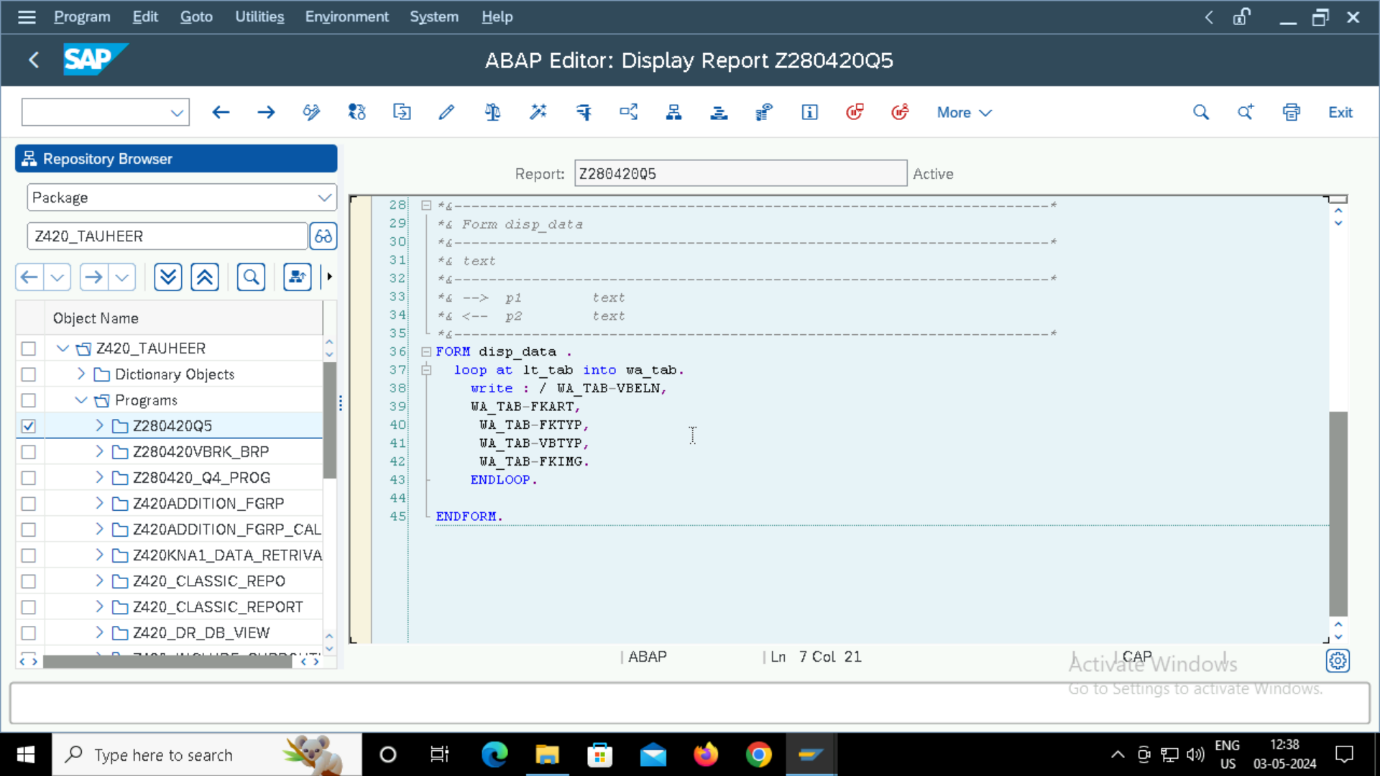 Program Edit Goto Utilities Environment System Help
SAP
ABAP Editor: Display Report Z280420Q5
More
Exit
Repository Browser
Package
Z420_TAUHEER
Object Name
Z420_TAUHEER
Dictionary Objects
Programs
Z280420Q5
Z280420VBRK_BRP
Z280420_Q4_PROG
Z420ADDITION_FGRP
Z420ADDITION_FGRP_CAL
Z420KNA1_DATA_RETRIVA
Z420_CLASSIC_REPO
Z420_CLASSIC_REPORT
Z420_DR_DB_VIEW
Report: Z280420Q5 Active
28 *&---------------------------------------------------------------------*
29 *& Form disp_data
30 *&---------------------------------------------------------------------*
31 *& text
32 *&---------------------------------------------------------------------*
33 *& --> p1 text
34 *& <-- p2 text
35 *&---------------------------------------------------------------------*
36 FORM disp_data .
37 loop at lt_tab into wa_tab.
38 write : / WA_TAB-VBELN,
39 WA_TAB-FKART,
40 WA_TAB-FKTYP,
41 WA_TAB-VBTYP,
42 WA_TAB-FKIMG.
43 ENDLOOP.
44
45 ENDFORM.
ABAP
Ln 7 Col 21
CAP
Activate Windows
Go to Settings to activate Windows.
Type here to search
ENG
US
12:38
03-05-2024